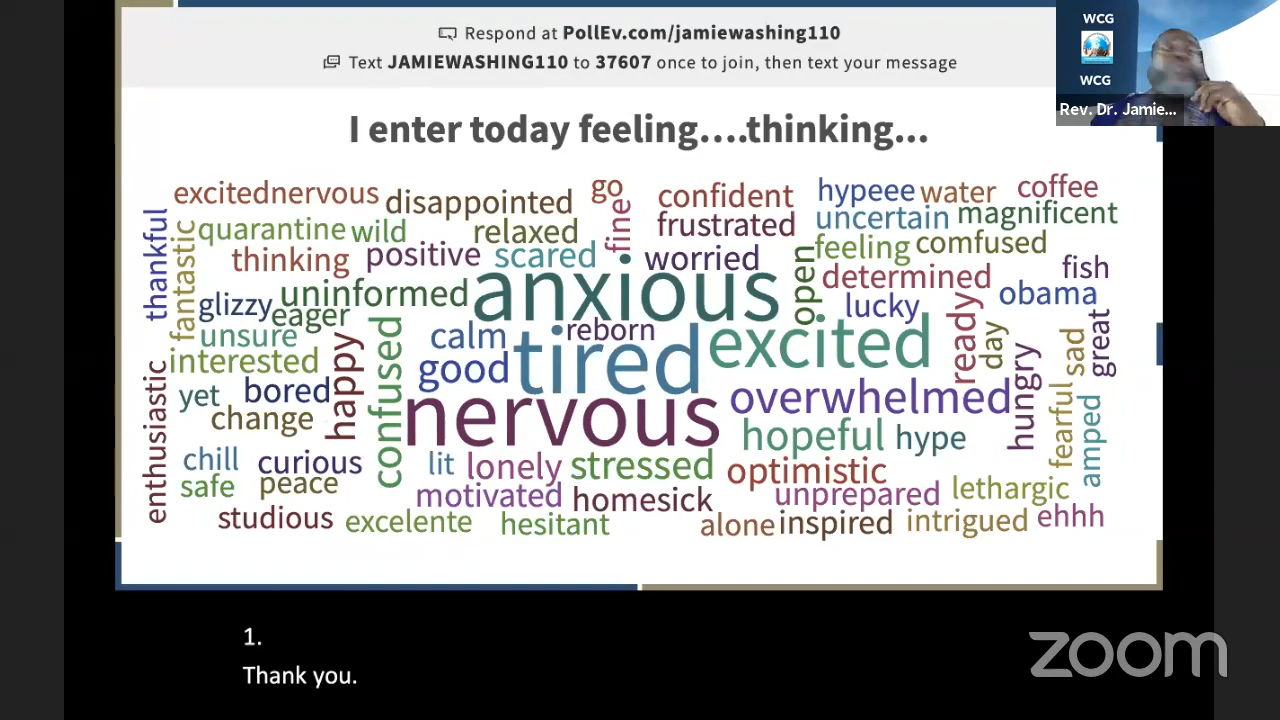 Respond at PollEv.com/jamiewashing110
Text JAMIEWASHING110 to 37607 once to join, then text your message
WCG
WCG
Rev. Dr. Jamie...
I enter today feeling....thinking...
excitednervous
disappointed
go
confident
hypeee
water
coffee
thankful
fantastic
quarantine
wild
relaxed
fine
frustrated
uncertain
magnificent
thinking
positive
scared
worried
open
feeling
comfused
glizzy
uninformed
anxious
determined
fish
eager
lucky
obama
unsure
calm
reborn
excited
ready
day
sad
great
interested
happy
confused
good
tired
hungry
enthusiastic
yet
bored
overwhelmed
fearful
amped
change
nervous
hopeful
hype
chill
curious
lit
lonely
stressed
optimistic
safe
peace
motivated
homesick
unprepared
lethargic
studious
excelente
hesitant
alone
inspired
intrigued
ehhh
1.
Thank you.
zoom